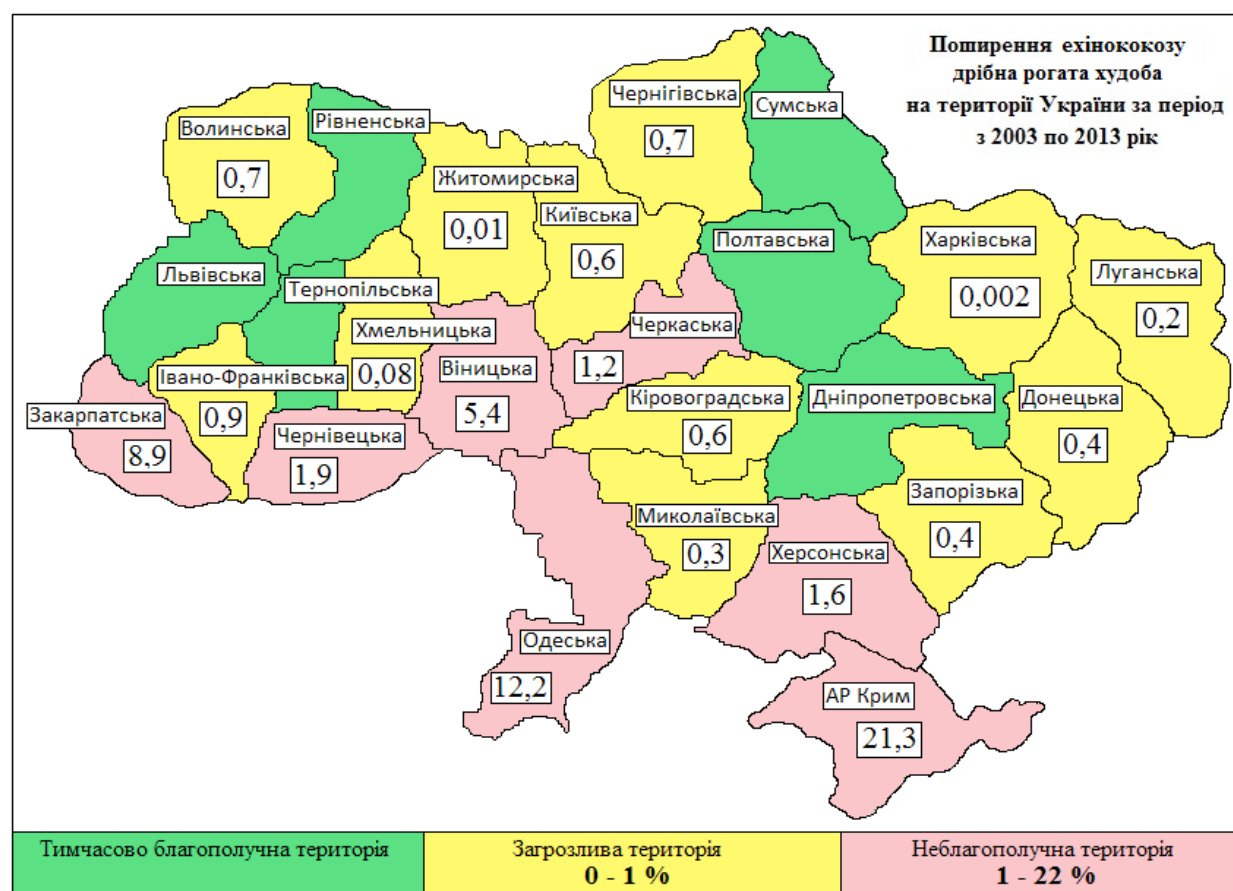 Поширення ехінококозу
дрібна рогата худоба
на території України за період
з 2003 по 2013 рік
Чернігівська
0,7
Сумська
Волинська
0,7
Рівненська
Житомирська
0,01
Київська
0,6
Полтавська
Харківська
0,002
Луганська
0,2
Львівська
Тернопільська
Хмельницька
0,08
Віницька
5,4
Черкаська
1,2
Івано-Франківська
0,9
Закарпатська
8,9
Чернівецька
1,9
Кіровоградська
0,6
Дніпропетровська
Донецька
0,4
Запорізька
0,4
Миколаївська
0,3
Херсонська
1,6
Одеська
12,2
АР Крим
21,3
Тимчасово благополучна територія
Загрозлива територія
0 - 1 %
Неблагополучна територія
1 - 22 %